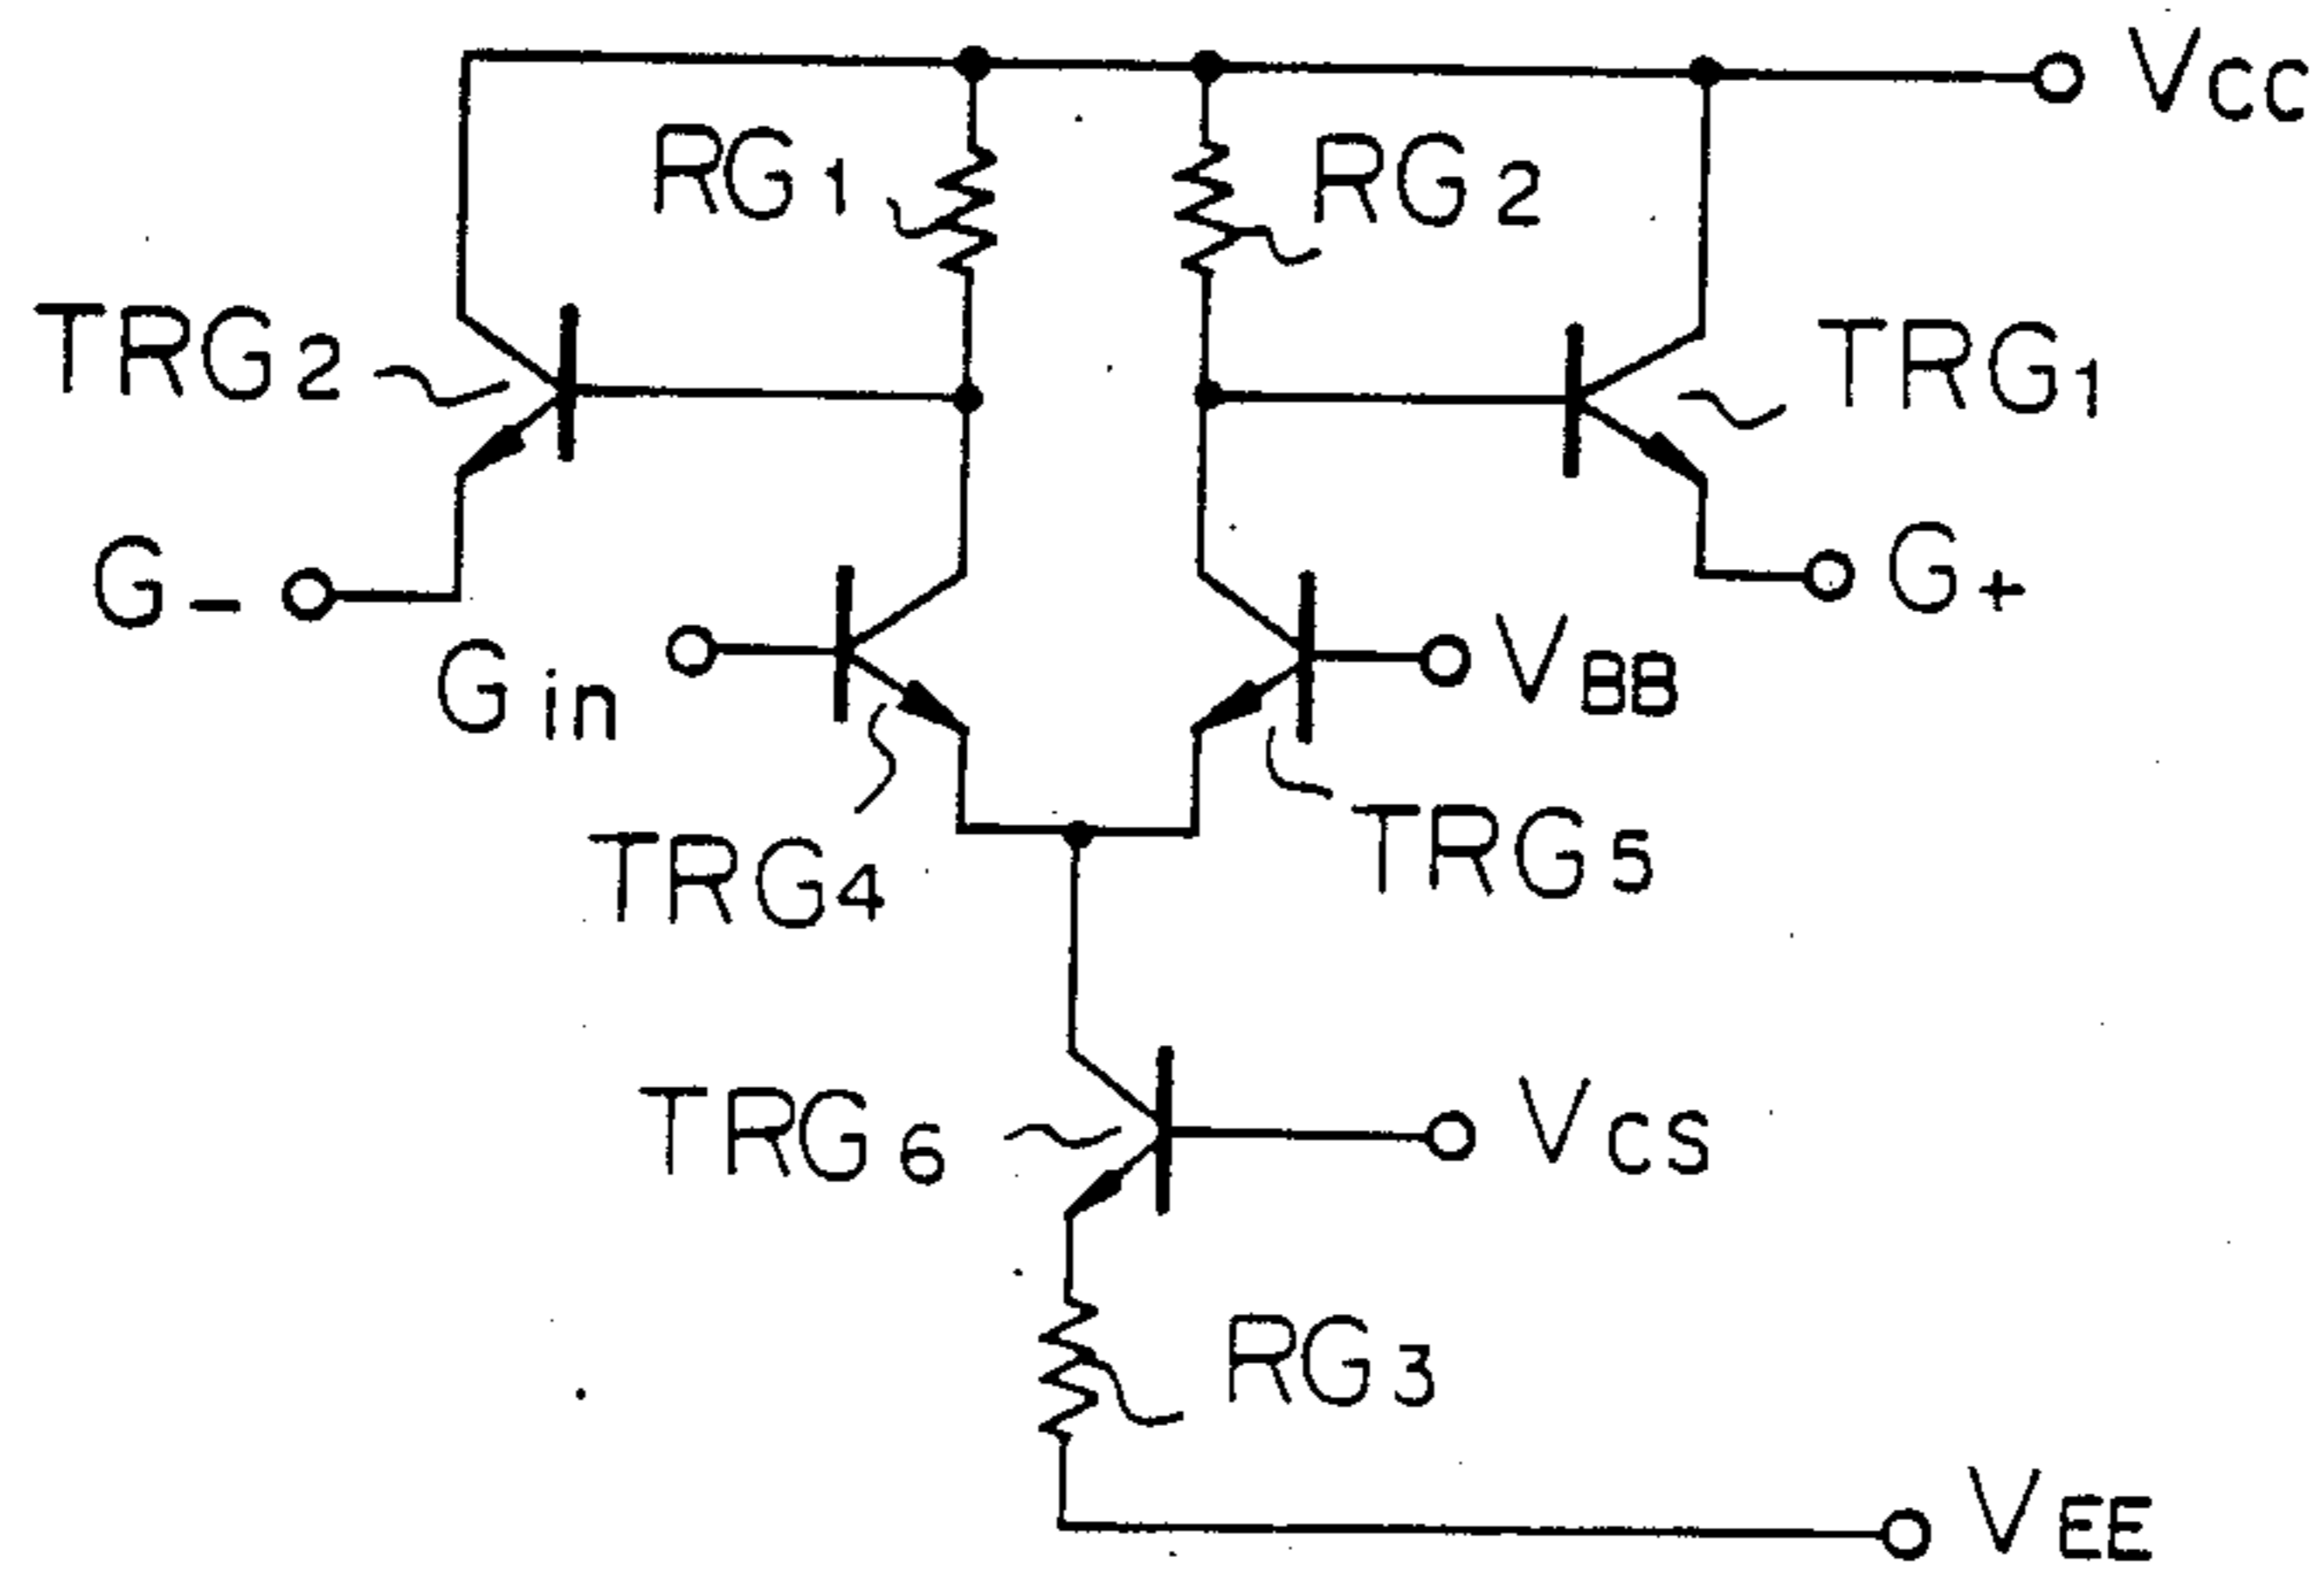 VCC
RG1
RG2
TRG2
TRG1
G-
G+
Gin
VBB
TRG4
TRG5
TRG6
VCS
RG3
VEE